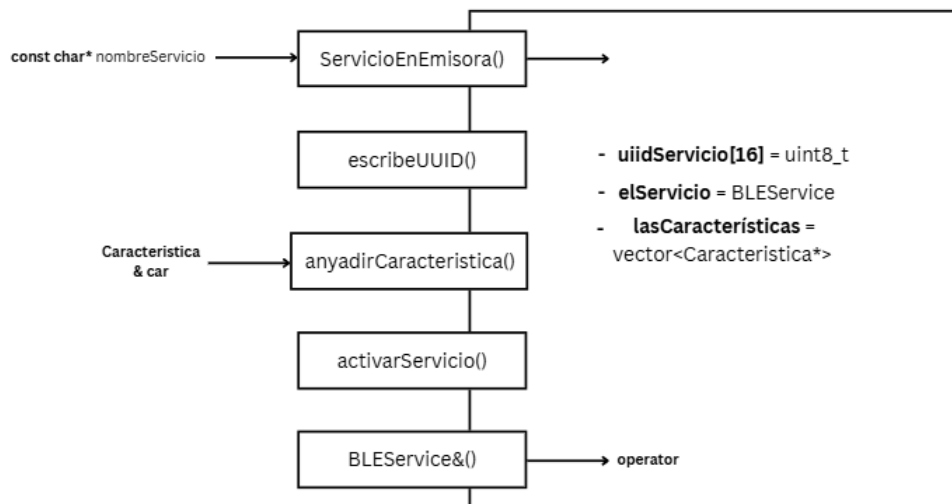 const char* nombreServicio
ServicioEnEmisora()
escribeUUID()
- uiidServicio[16] = uint8_t
- elServicio = BLEService
- lasCaracterísticas =
vector<Caracteristica*>
Caracteristica
& car
anyadirCaracteristica()
activarServicio()
BLEService&()
operator